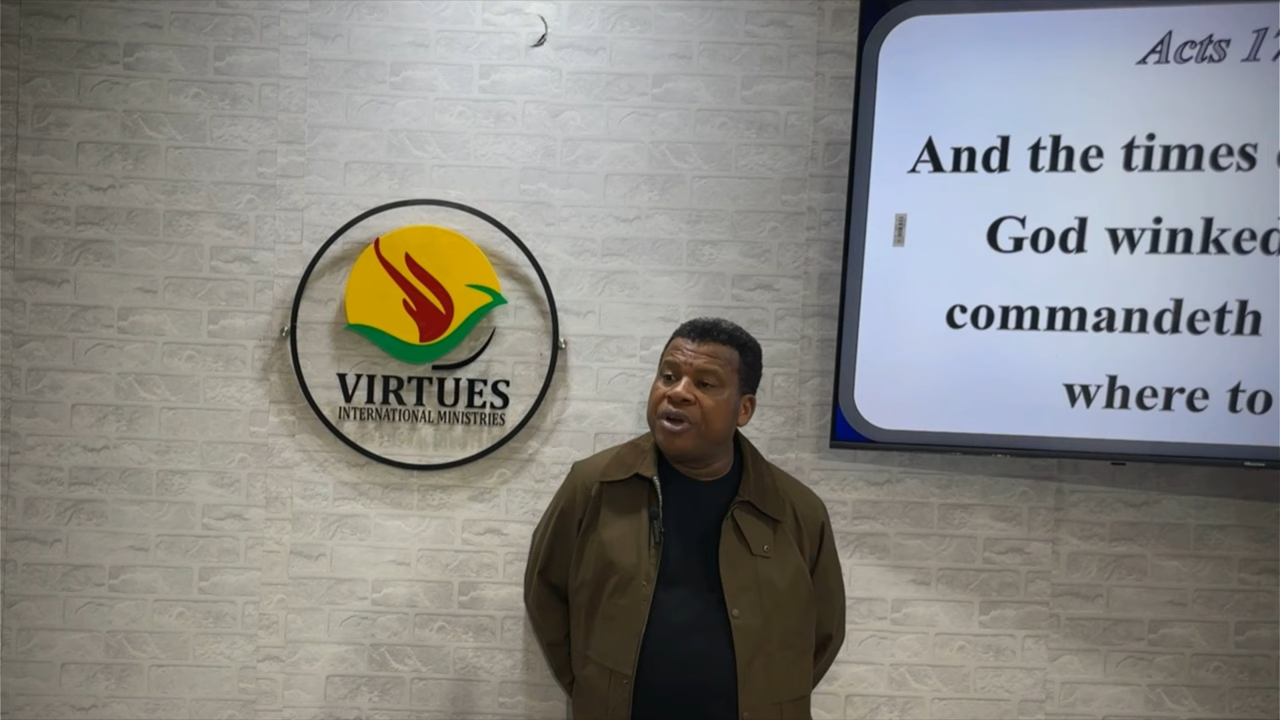 VIRTUES
INTERNATIONAL MINISTRIES
Acts 17
And the times
God winked
commandeth
where to